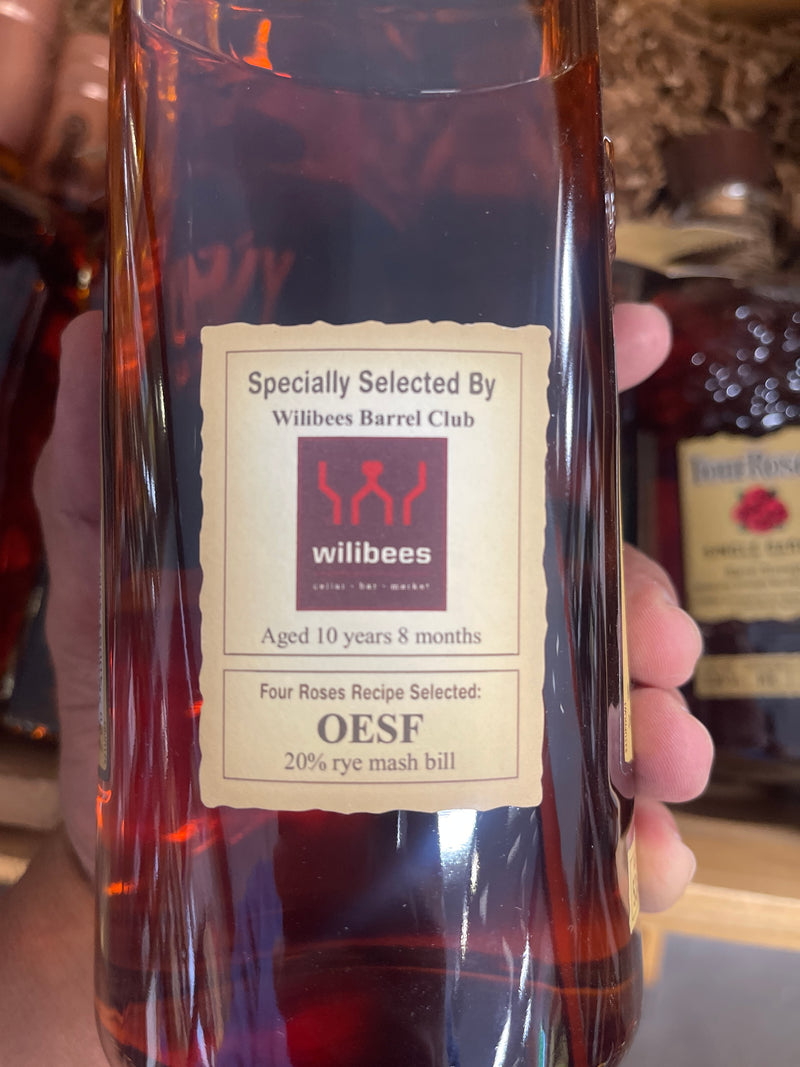 Specially Selected By
Wilibees Barrel Club
wilibees
cellar - bar - market
Aged 10 years 8 months
Four Roses Recipe Selected:
OESF
20% rye mash bill
Four Roses
SINGLE